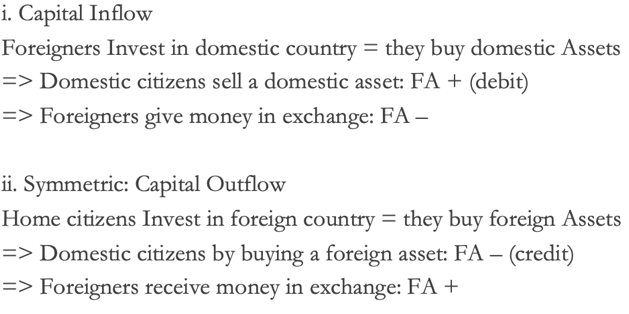 i. Capital Inflow
Foreigners Invest in domestic country = they buy domestic Assets
=> Domestic citizens sell a domestic asset: FA + (debit)
=> Foreigners give money in exchange: FA –
ii. Symmetric: Capital Outflow
Home citizens Invest in foreign country = they buy foreign Assets
=> Domestic citizens by buying a foreign asset: FA – (credit)
=> Foreigners receive money in exchange: FA +